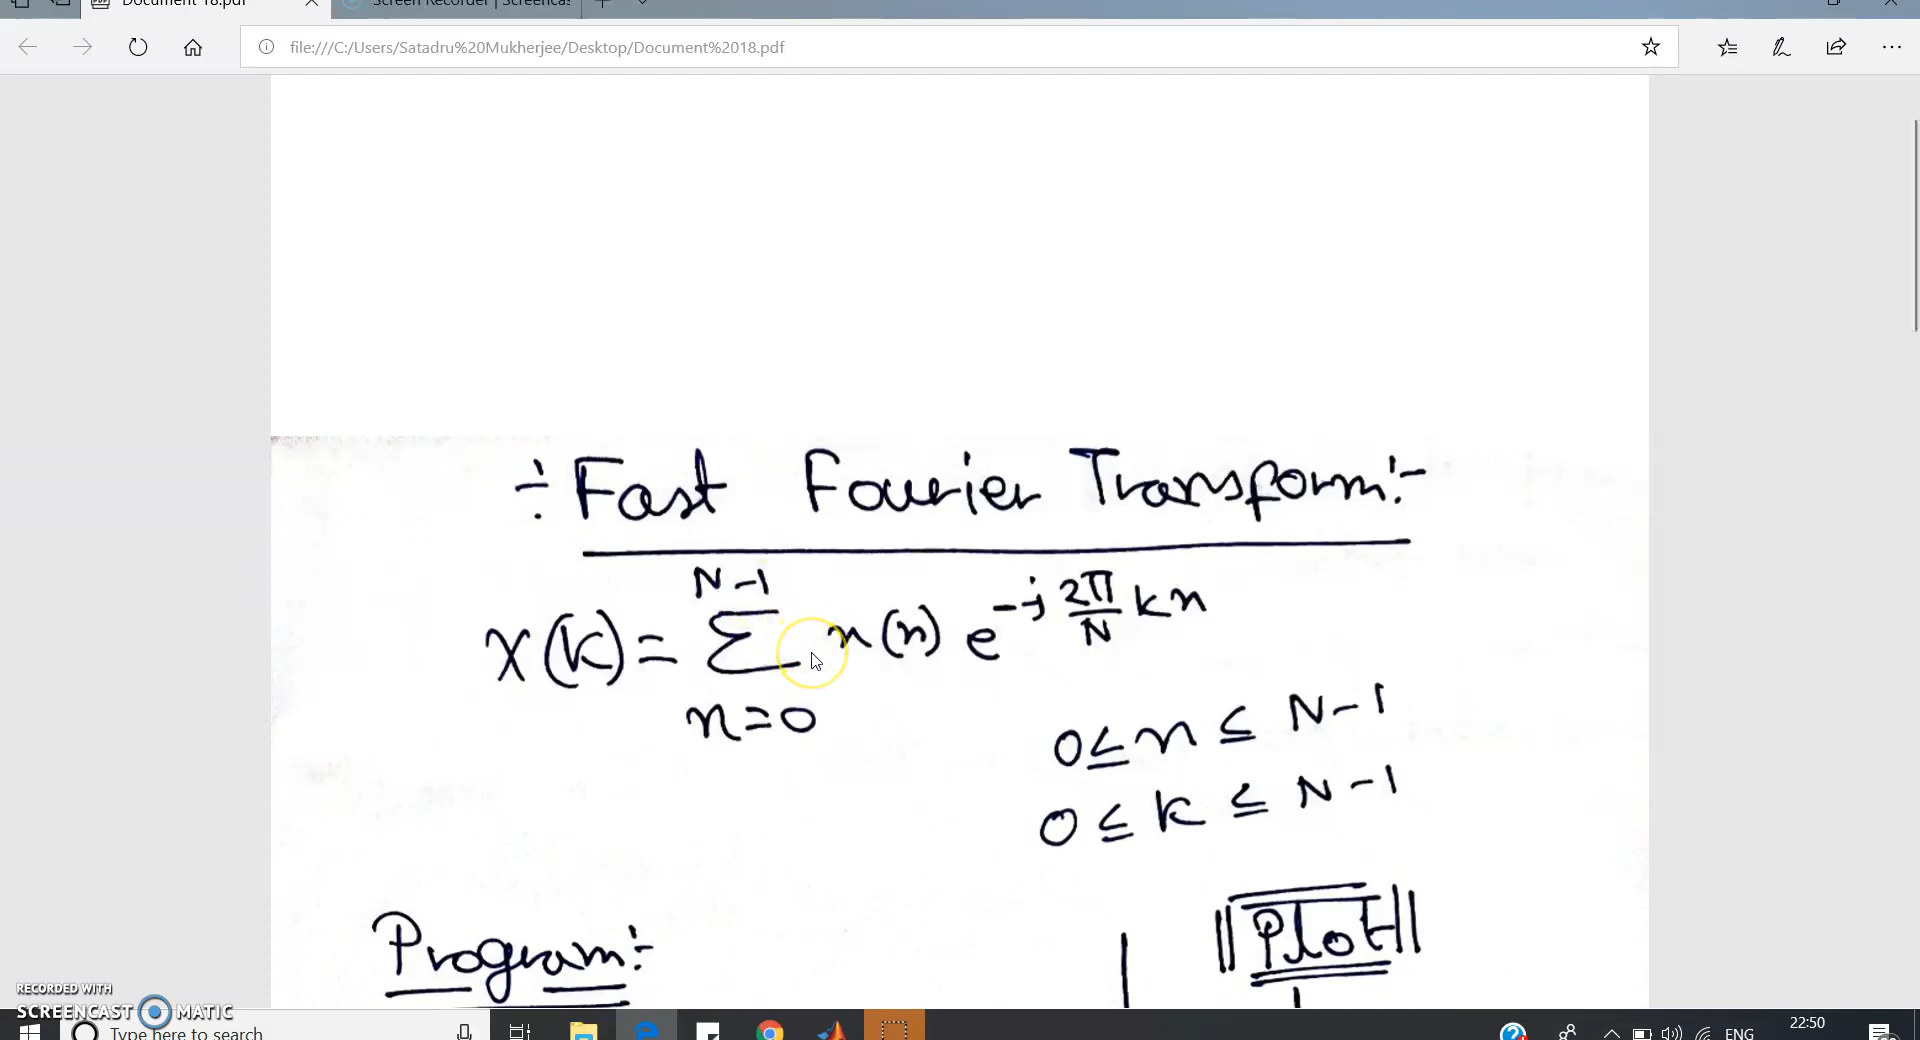 Document 18.pdf
Screen Recorder | Screencas
file:///C:/Users/Satadru%20Mukherjee/Desktop/Document%2018.pdf
÷ Fast Fourier Transform :-
X(k) = Σ x(n) e^{-j 2π/N kn}
N-1
n=0
0 ≤ n ≤ N-1
0 ≤ k ≤ N-1
Program :-
||Plot||
RECORDED WITH
SCREENCAST MATIC
Type here to search
ENG
22:50